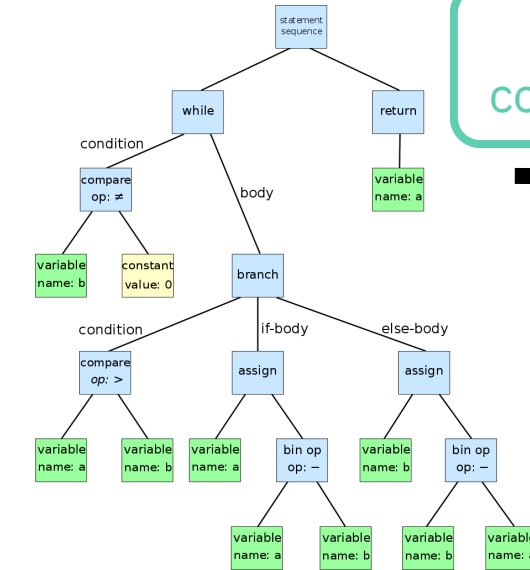 statement
sequence
while
return
condition
compare
op: ≠
body
variable
name: a
variable
name: b
constant
value: 0
branch
condition
if-body
else-body
compare
op: >
assign
assign
variable
name: a
variable
name: b
variable
name: a
bin op
op: −
variable
name: b
bin op
op: −
variable
name: a
variable
name: b
variable
name: b
name: